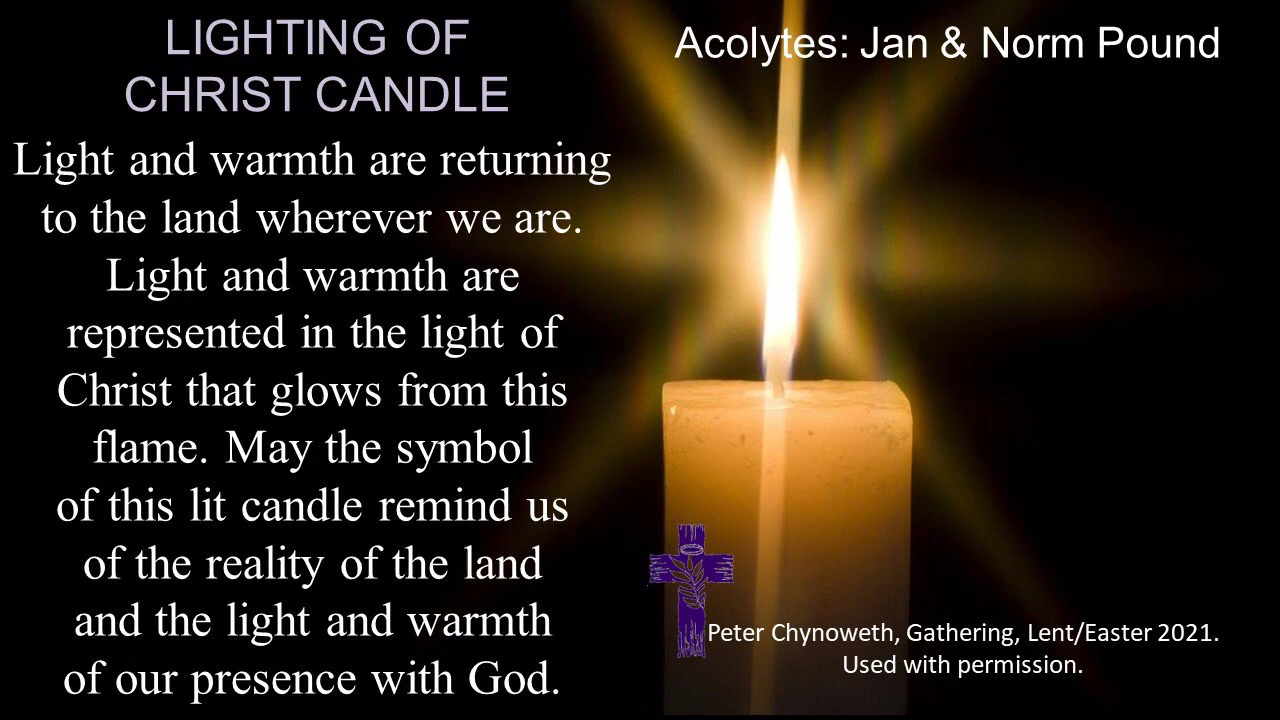 LIGHTING OF
CHRIST CANDLE
Light and warmth are returning
to the land wherever we are.
Light and warmth are
represented in the light of
Christ that glows from this
flame. May the symbol
of this lit candle remind us
of the reality of the land
and the light and warmth
of our presence with God.
Acolytes: Jan & Norm Pound
Peter Chynoweth, Gathering, Lent/Easter 2021.
Used with permission.